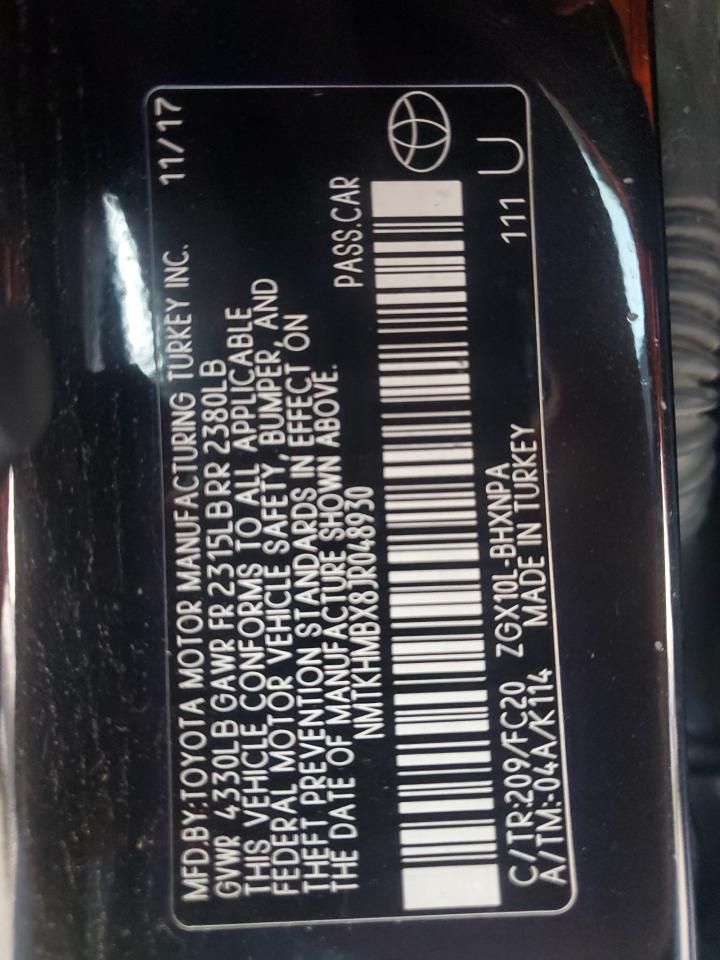 MFD.BY:TOYOTA MOTOR MANUFACTURING TURKEY INC. 11/17
GVWR 4330LB GAWR FR 2315LB RR 2380LB
THIS VEHICLE CONFORMS TO ALL APPLICABLE
FEDERAL MOTOR VEHICLE SAFETY, BUMPER, AND
THEFT PREVENTION STANDARDS IN EFFECT ON
THE DATE OF MANUFACTURE SHOWN ABOVE.
NMTKHMBX8JR048930 PASS.CAR
C/TR:209/FC20 ZGX10L-BHXNPA 111 U
A/TM:-04A/K114 MADE IN TURKEY